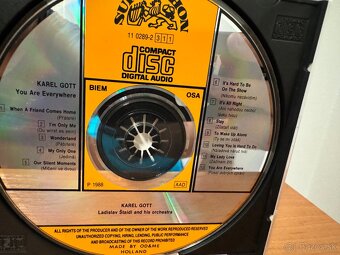 SUPRAPHON
11 0289-2 311
COMPACT
disc
DIGITAL AUDIO
BIEM
OSA
KAREL GOTT
You Are Everywhere
When a Friend Comes Home
I'm Only Me
Wonderland
My Only One
(Jediná)
Our Silent Moments
It's Hard To Be
On The Show
It's All Right
Stay
To Wake Up Alone
Loving You Is Hard
My Lady Love
You Are Everywhere
P 1988
AAD
KAREL GOTT
Ladislav Štaidl and his orchestra
ALL RIGHTS OF THE PRODUCER AND OF THE OWNER OF THE WORK REPRODUCED RESERVED
UNAUTHORIZED COPYING, HIRING, LENDING, PUBLIC PERFORMANCE
AND BROADCASTING OF THIS RECORD PROHIBITED
MADE BY OD&ME
HOLLAND